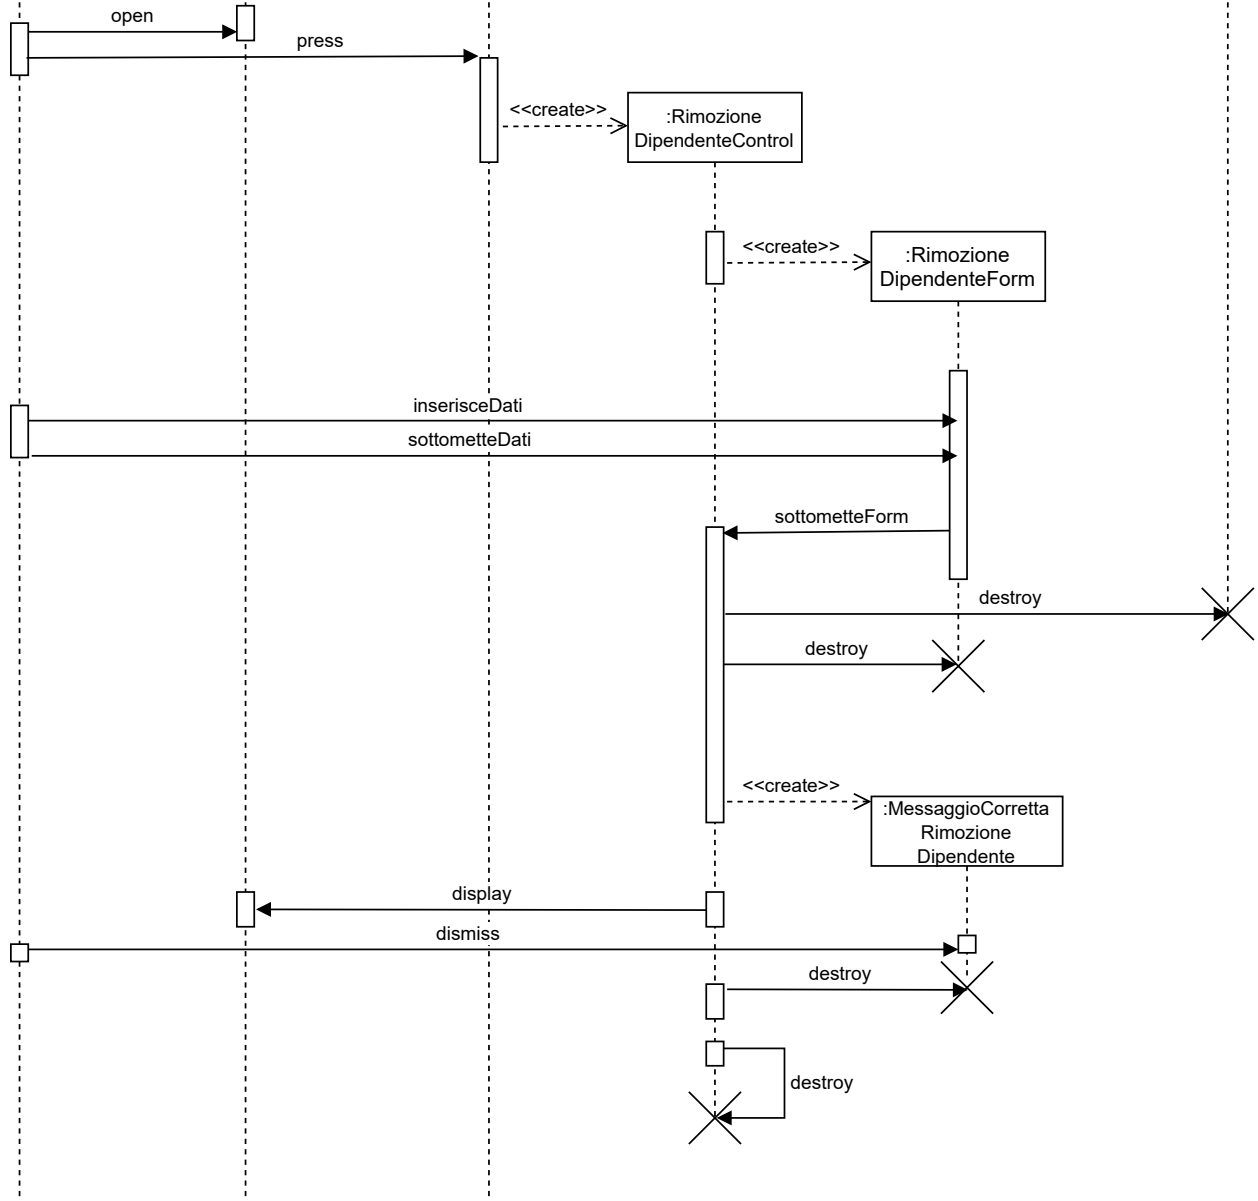 open
press
<<create>>
:Rimozione
DipendenteControl
<<create>>
:Rimozione
DipendenteForm
inserisceDati
sottometteDati
sottometteForm
destroy
destroy
<<create>>
:MessaggioCorretta
Rimozione
Dipendente
display
dismiss
destroy
destroy